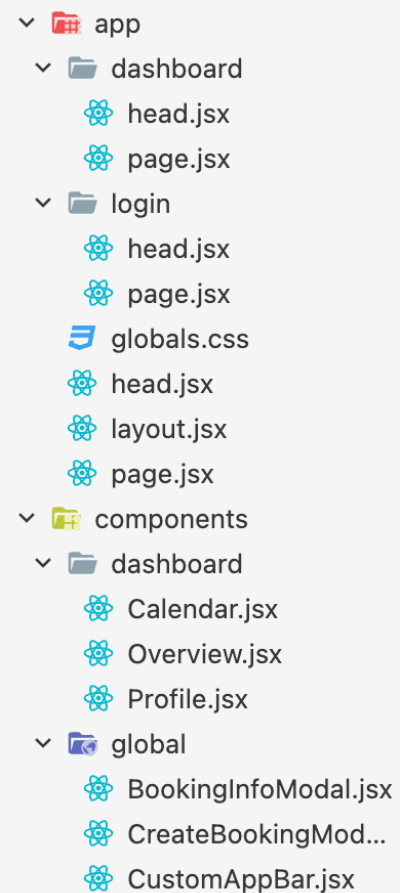 app
dashboard
head.jsx
page.jsx
login
head.jsx
page.jsx
globals.css
head.jsx
layout.jsx
page.jsx
components
dashboard
Calendar.jsx
Overview.jsx
Profile.jsx
global
BookingInfoModal.jsx
CreateBookingMod...
CustomAppBar.jsx